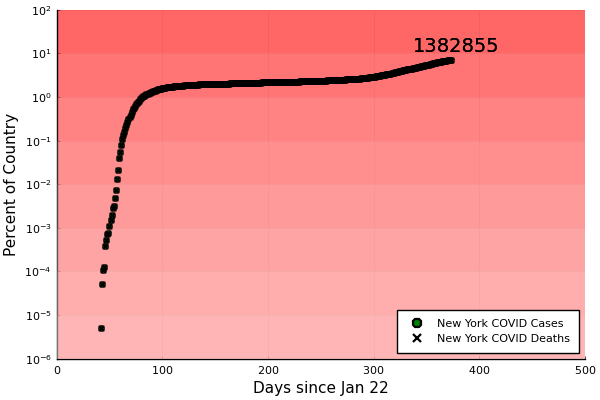 10²
10¹
10⁰
10⁻¹
10⁻²
10⁻³
10⁻⁴
10⁻⁵
10⁻⁶
Percent of Country
1382855
New York COVID Cases
New York COVID Deaths
0 100 200 300 400 500
Days since Jan 22